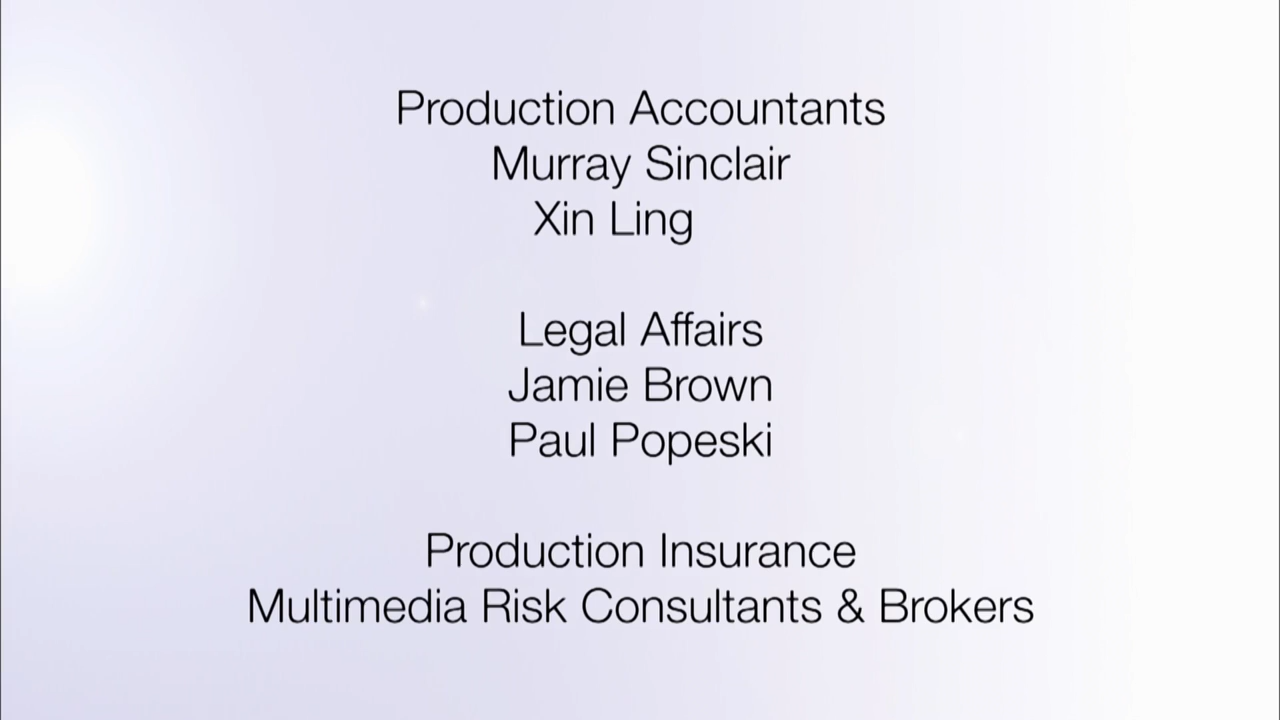 Production Accountants
Murray Sinclair
Xin Ling
Legal Affairs
Jamie Brown
Paul Popeski
Production Insurance
Multimedia Risk Consultants & Brokers